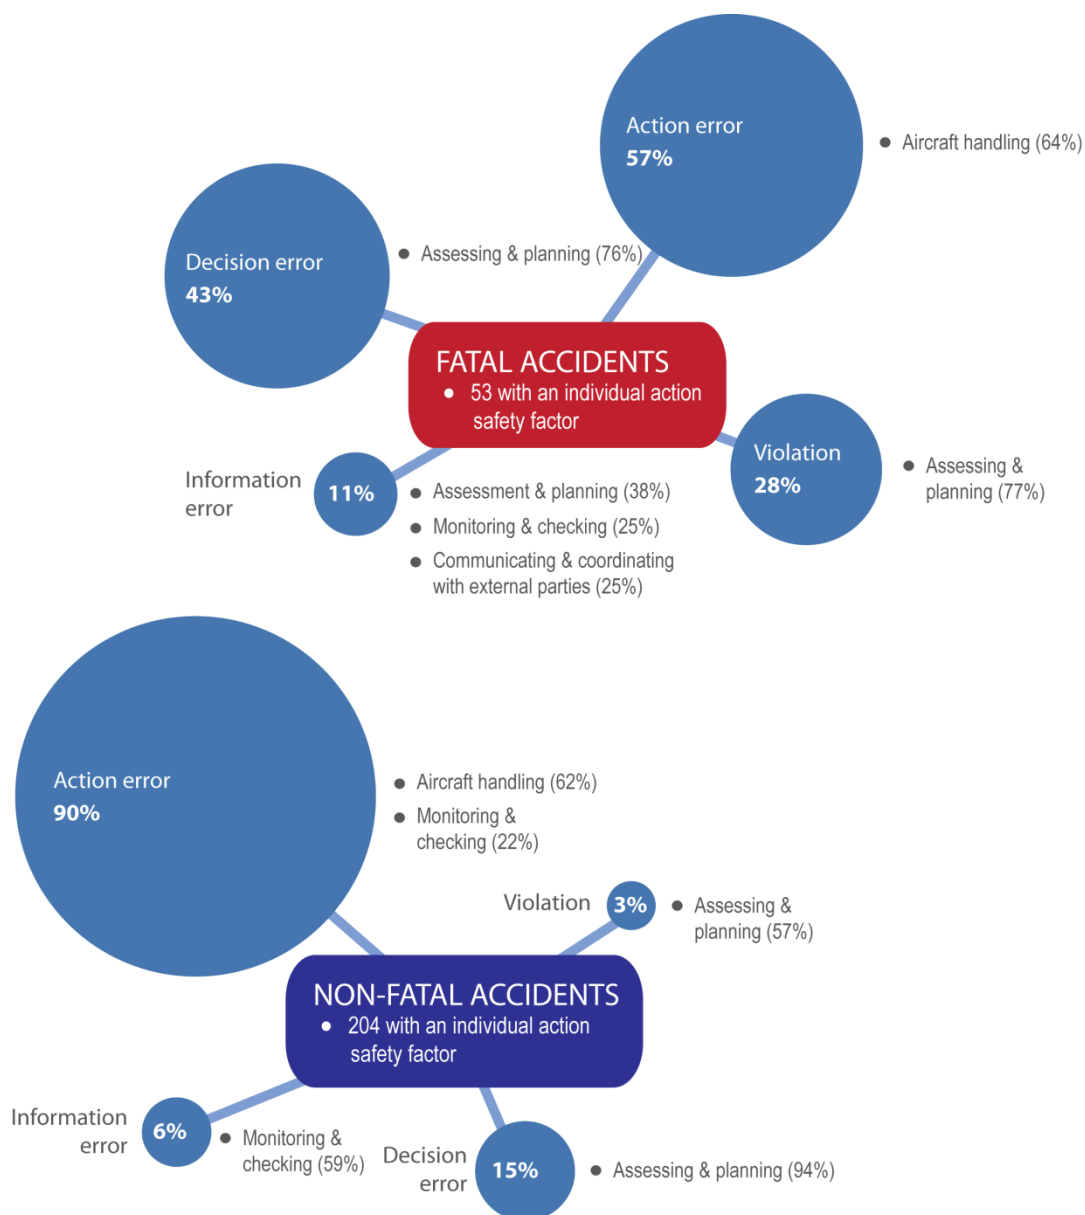 Action error
57%
● Aircraft handling (64%)
Decision error
43%
● Assessing & planning (76%)
FATAL ACCIDENTS
● 53 with an individual action
safety factor
Violation
28%
● Assessing &
planning (77%)
Information
error
11%
● Assessment & planning (38%)
● Monitoring & checking (25%)
● Communicating & coordinating
with external parties (25%)
Action error
90%
● Aircraft handling (62%)
● Monitoring &
checking (22%)
Violation
3%
● Assessing &
planning (57%)
NON-FATAL ACCIDENTS
● 204 with an individual action
safety factor
Information
error
6%
● Monitoring &
checking (59%)
Decision
error
15%
● Assessing & planning (94%)